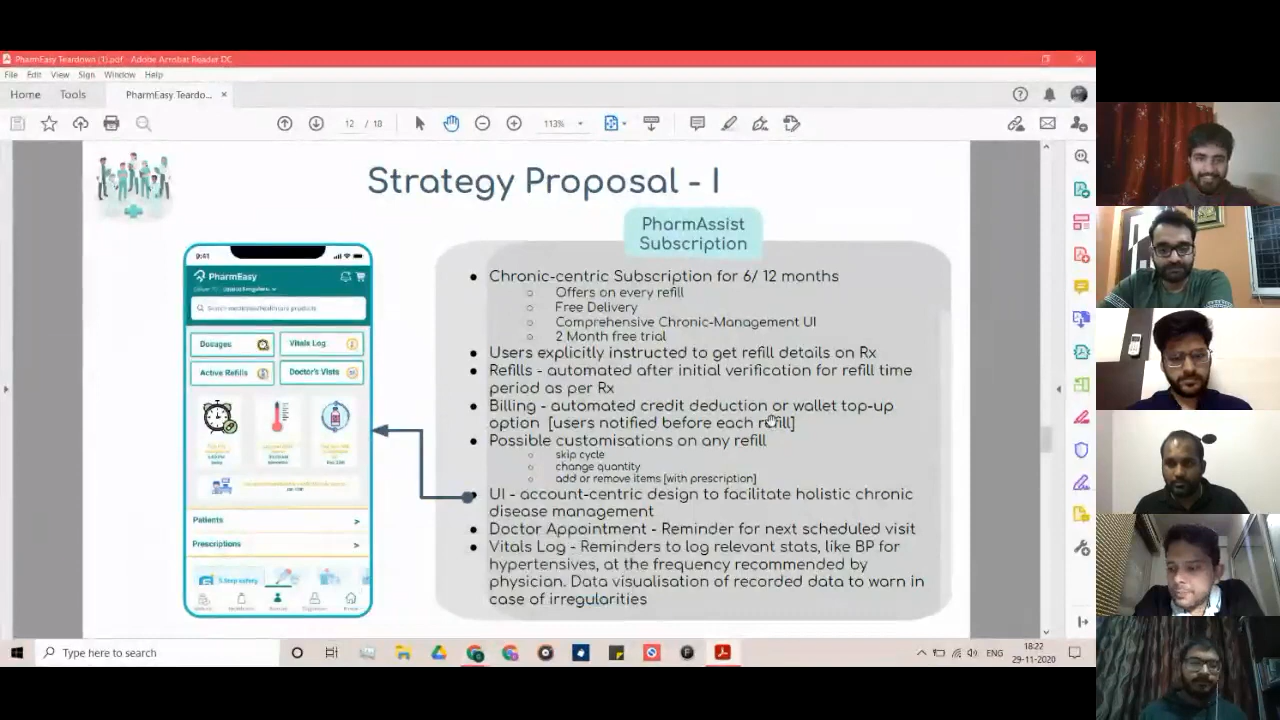 PharmEasy Teardown (1).pdf - Adobe Acrobat Reader DC
File Edit View Sign Window Help
Home Tools PharmEasy Teardo... ×
12 / 18 113%
Strategy Proposal - I
PharmAssist
Subscription
9:41
PharmEasy
Search medicines/healthcare products
Dosages Vitals Log
Active Refills Doctor's Visits
Patients >
Prescriptions >
• Chronic-centric Subscription for 6/ 12 months
○ Offers on every refill
○ Free Delivery
○ Comprehensive Chronic-Management UI
○ 2 Month free trial
• Users explicitly instructed to get refill details on Rx
• Refills - automated after initial verification for refill time
period as per Rx
• Billing - automated credit deduction or wallet top-up
option [users notified before each refill]
• Possible customisations on any refill
○ skip cycle
○ change quantity
○ add or remove items [with prescription]
• UI - account-centric design to facilitate holistic chronic
disease management
• Doctor Appointment - Reminder for next scheduled visit
• Vitals Log - Reminders to log relevant stats, like BP for
hypertensives, at the frequency recommended by
physician. Data visualisation of recorded data to warn in
case of irregularities
Type here to search
ENG
18:22
29-11-2020